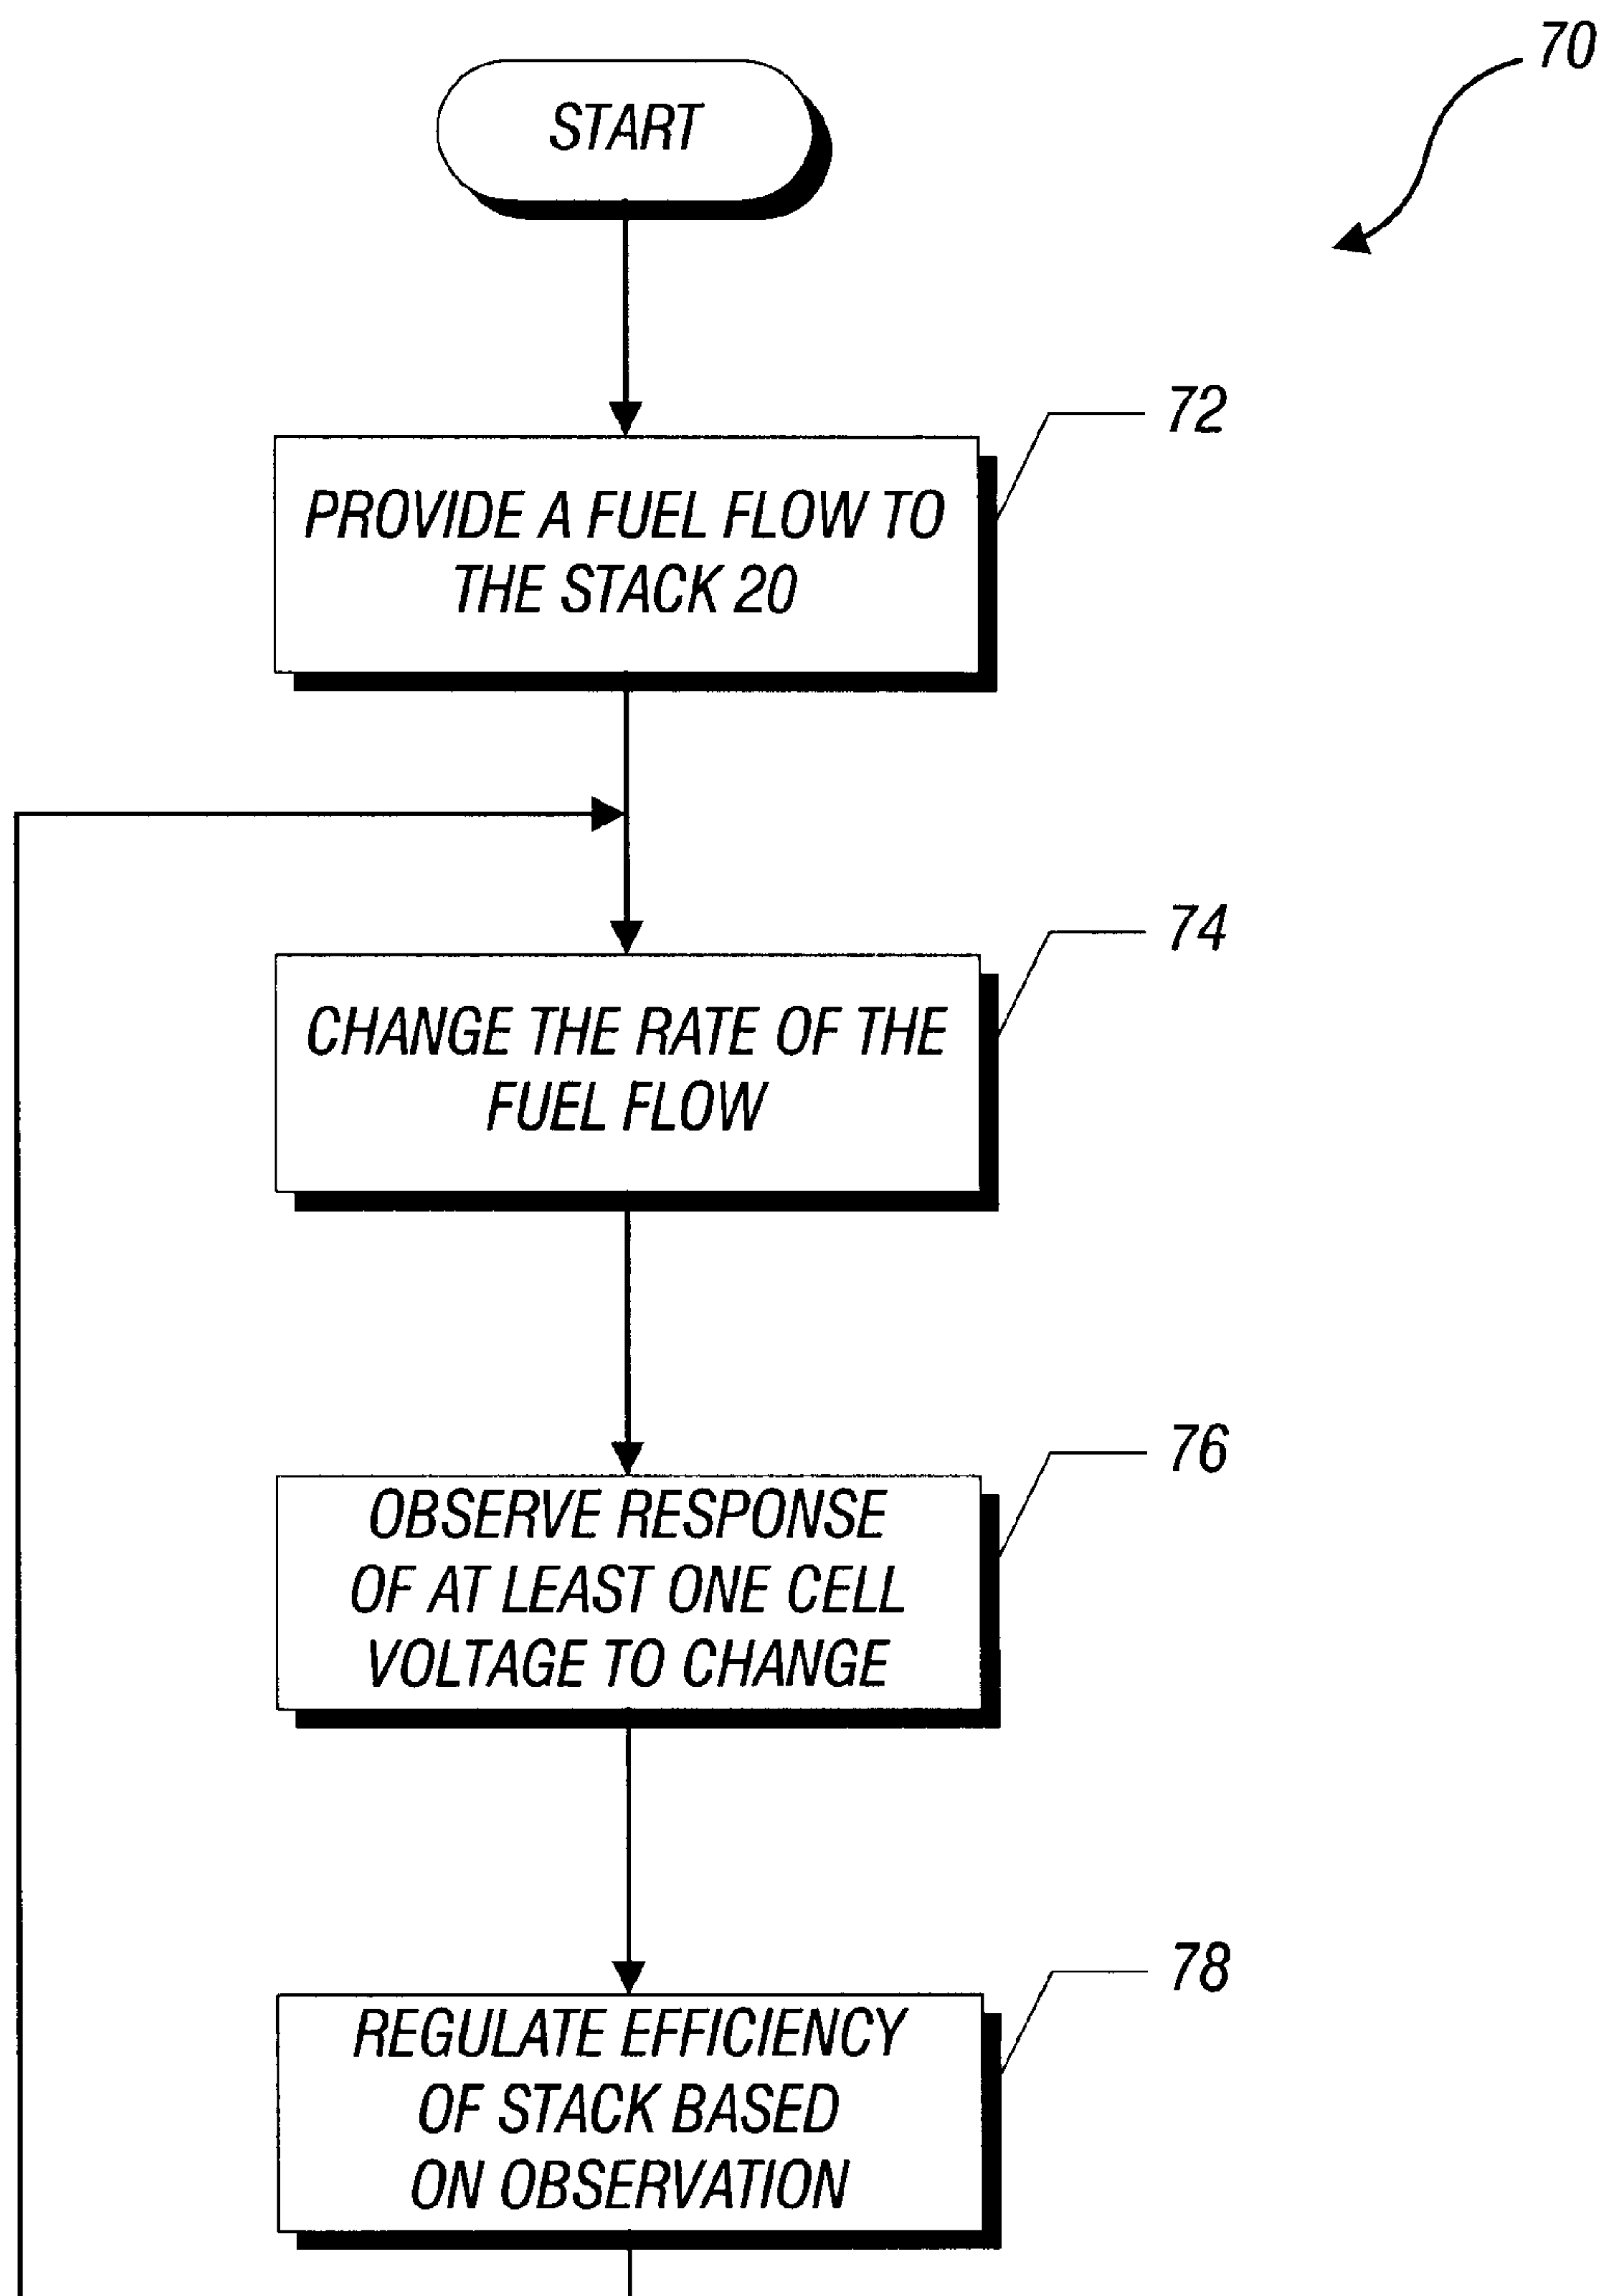 70
START
72
PROVIDE A FUEL FLOW TO
THE STACK 20
74
CHANGE THE RATE OF THE
FUEL FLOW
76
OBSERVE RESPONSE
OF AT LEAST ONE CELL
VOLTAGE TO CHANGE
78
REGULATE EFFICIENCY
OF STACK BASED
ON OBSERVATION